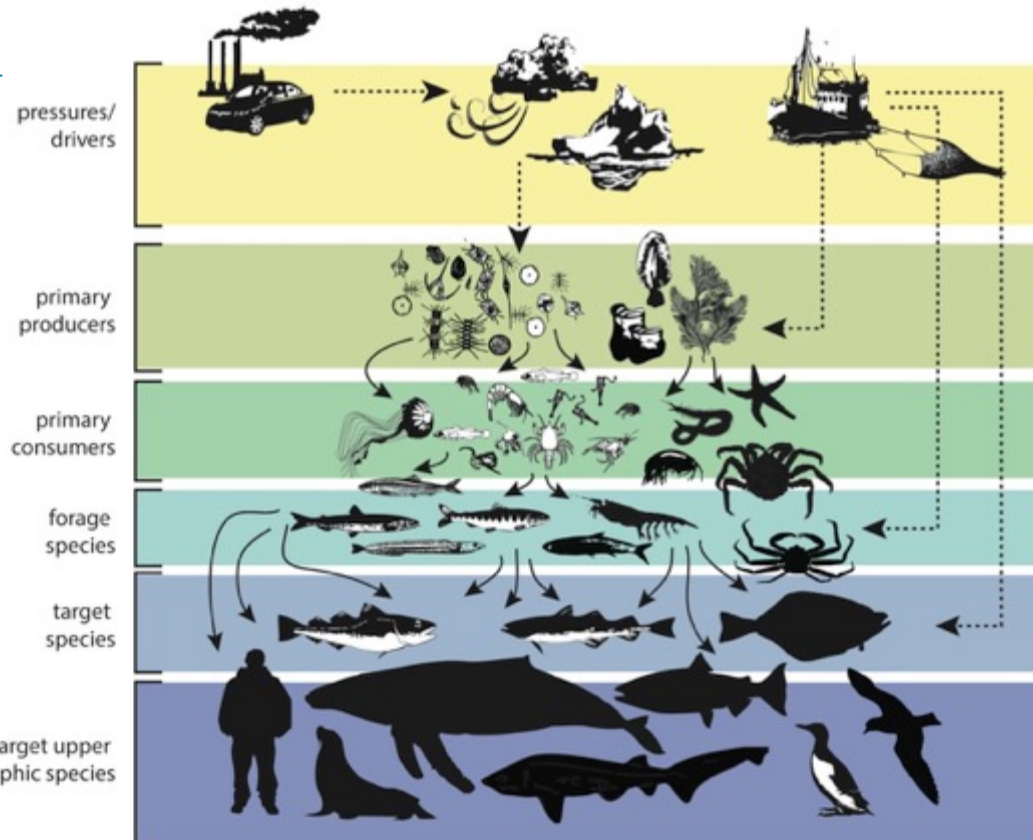 pressures/
drivers
primary
producers
primary
consumers
forage
species
target
species
arget upper
phic species